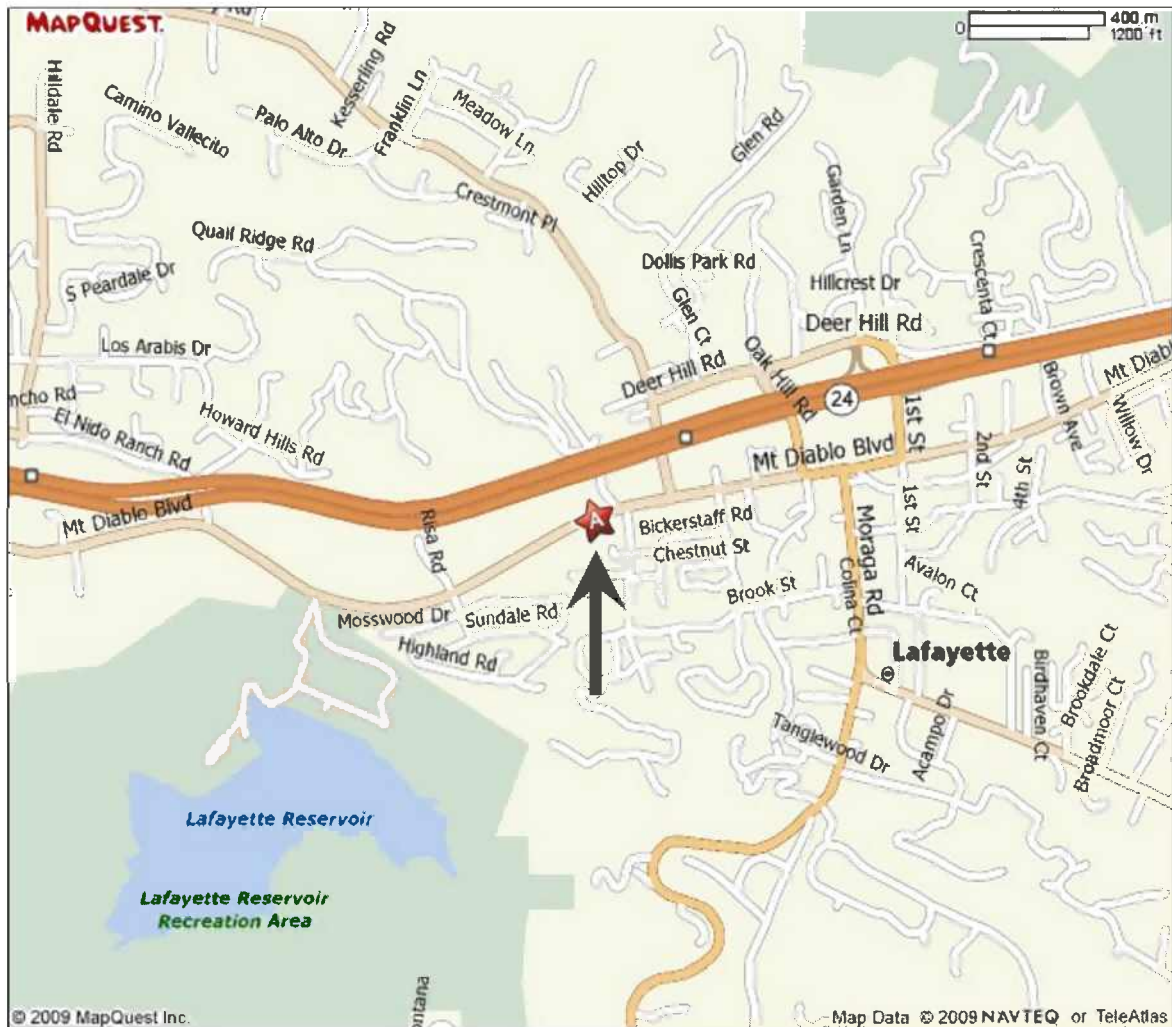 MAPQUEST.
0
400 m
1200 ft
Hilldale Rd
Camino Vallecito
Kesserling Rd
Palo Alto Dr
Franklin Ln
Meadow Ln
Crestmont Pl
Hilltop Dr
Glen Rd
Garden Ln
Crescenta Ct
Quail Ridge Rd
S Peardale Dr
Dollis Park Rd
Hillcrest Dr
Deer Hill Rd
Glen Ct
Los Arabis Dr
Deer Hill Rd
Oak Hill Rd
24
Brown Ave
Mt Diabl
Willow Dr
ncho Rd
El Nido Ranch Rd
Howard Hills Rd
1st St
2nd St
4th St
Mt Diablo Blvd
Mt Diablo Blvd
Risa Rd
A
Bickerstaff Rd
Chestnut St
1st St
Moraga Rd
Avalon Ct
Brook St
Colina Ct
Mosswood Dr
Sundale Rd
Highland Rd
Lafayette
Birdhaven Ct
Brookdale Ct
Broadmoor Ct
Acampo Dr
Tanglewood Dr
Lafayette Reservoir
Lafayette Reservoir
Recreation Area
ontana
© 2009 MapQuest Inc.
Map Data © 2009 NAVTEQ or TeleAtlas